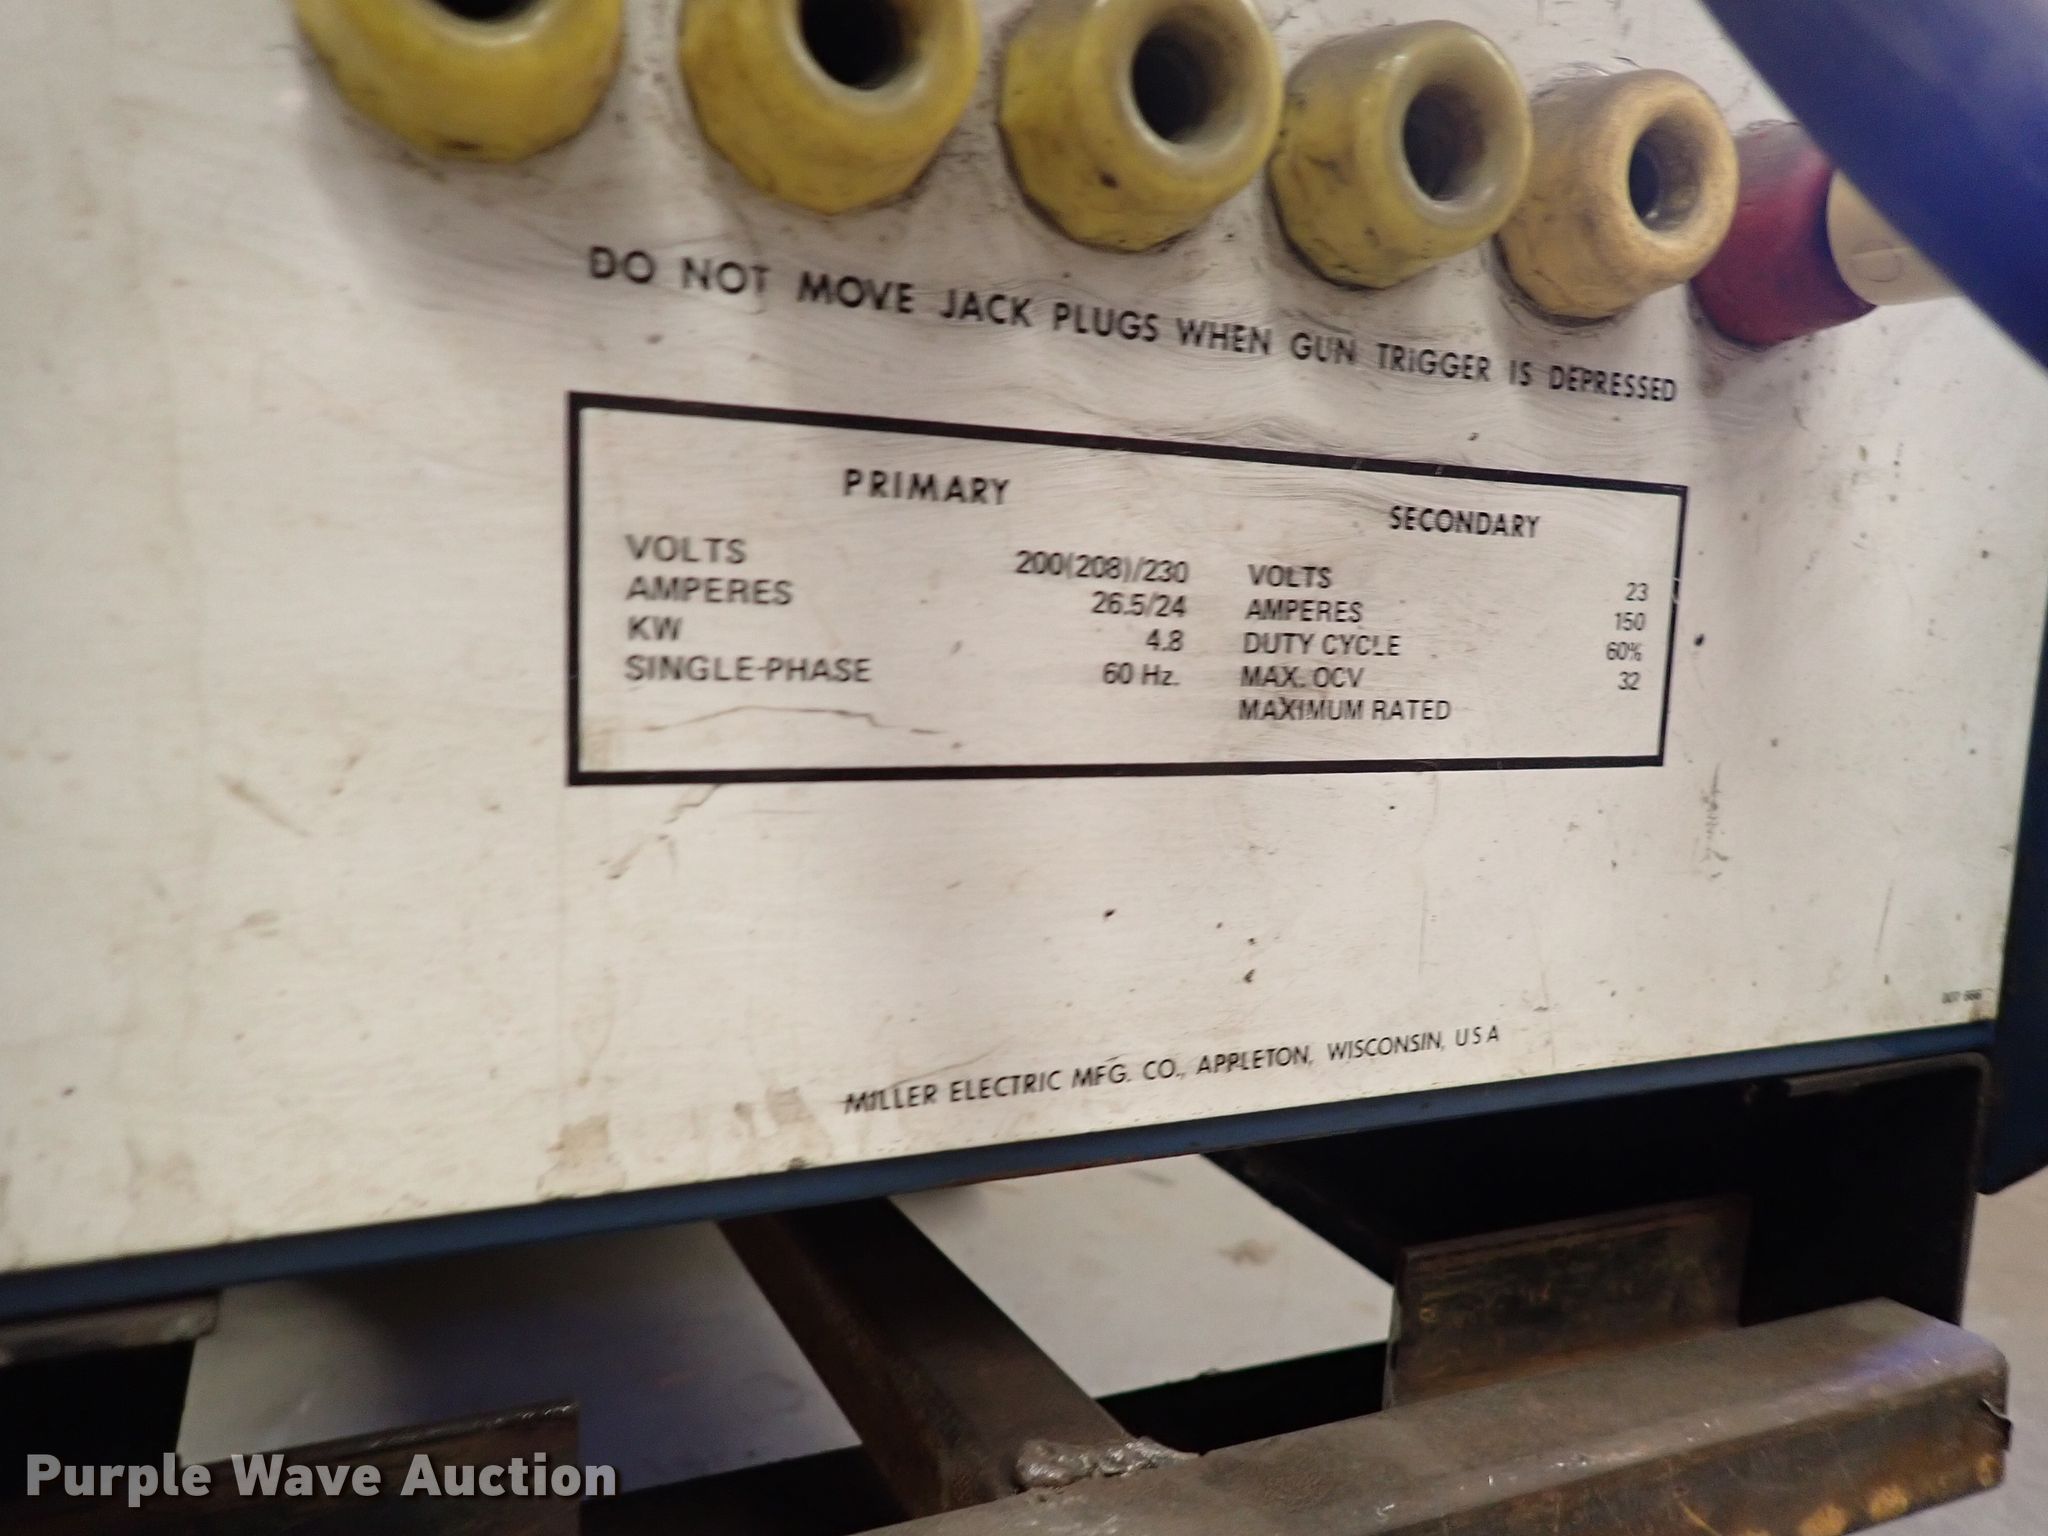 DO NOT MOVE JACK PLUGS WHEN GUN TRIGGER IS DEPRESSED
PRIMARY
VOLTS 200(208)/230
AMPERES 26.5/24
KW 4.8
SINGLE-PHASE 60 Hz.
SECONDARY
VOLTS 23
AMPERES 150
DUTY CYCLE 60%
MAX. OCV 32
MAXIMUM RATED
MILLER ELECTRIC MFG. CO., APPLETON, WISCONSIN, USA
Purple Wave Auction